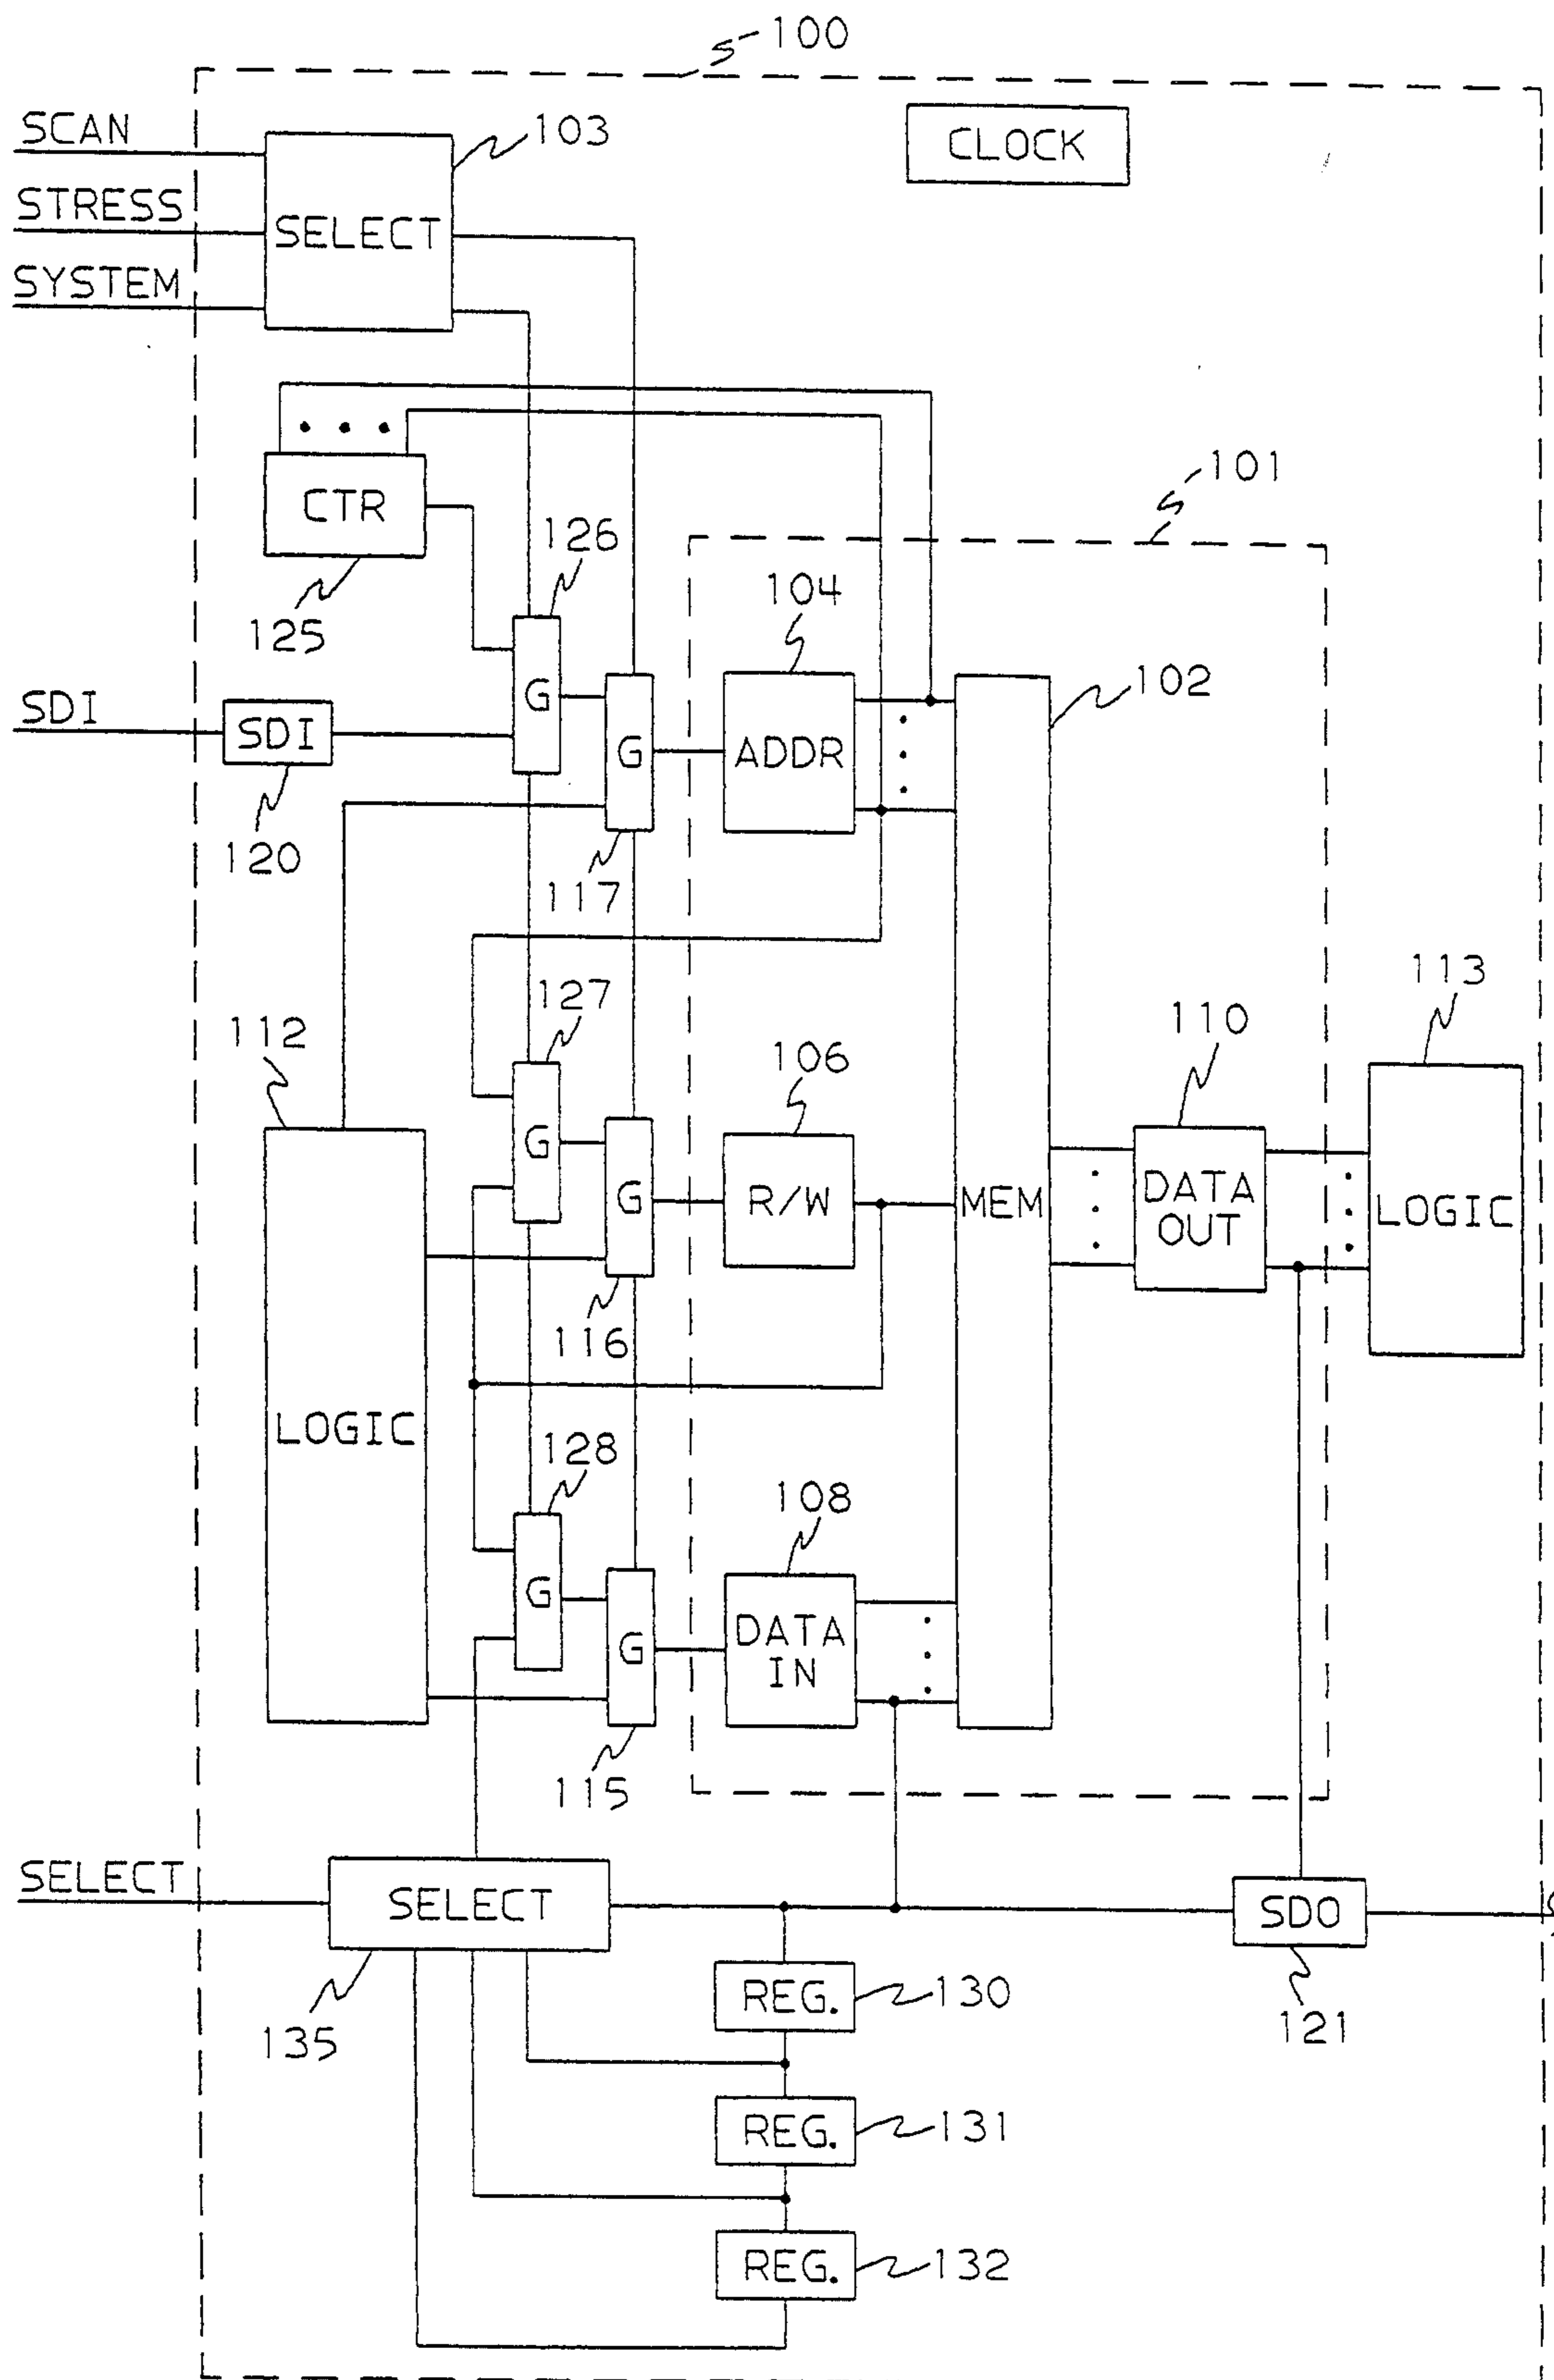 100
SCAN
103
CLOCK
STRESS
SELECT
SYSTEM
101
CTR
126
104
125
102
SDI
SDI
G
G
ADDR
120
117
113
127
110
112
106
G
G
R/W
MEM
DATA
OUT
LOGIC
116
LOGIC
128
108
G
G
DATA
IN
115
SELECT
SELECT
SDO
REG.
130
121
135
REG.
131
REG.
132